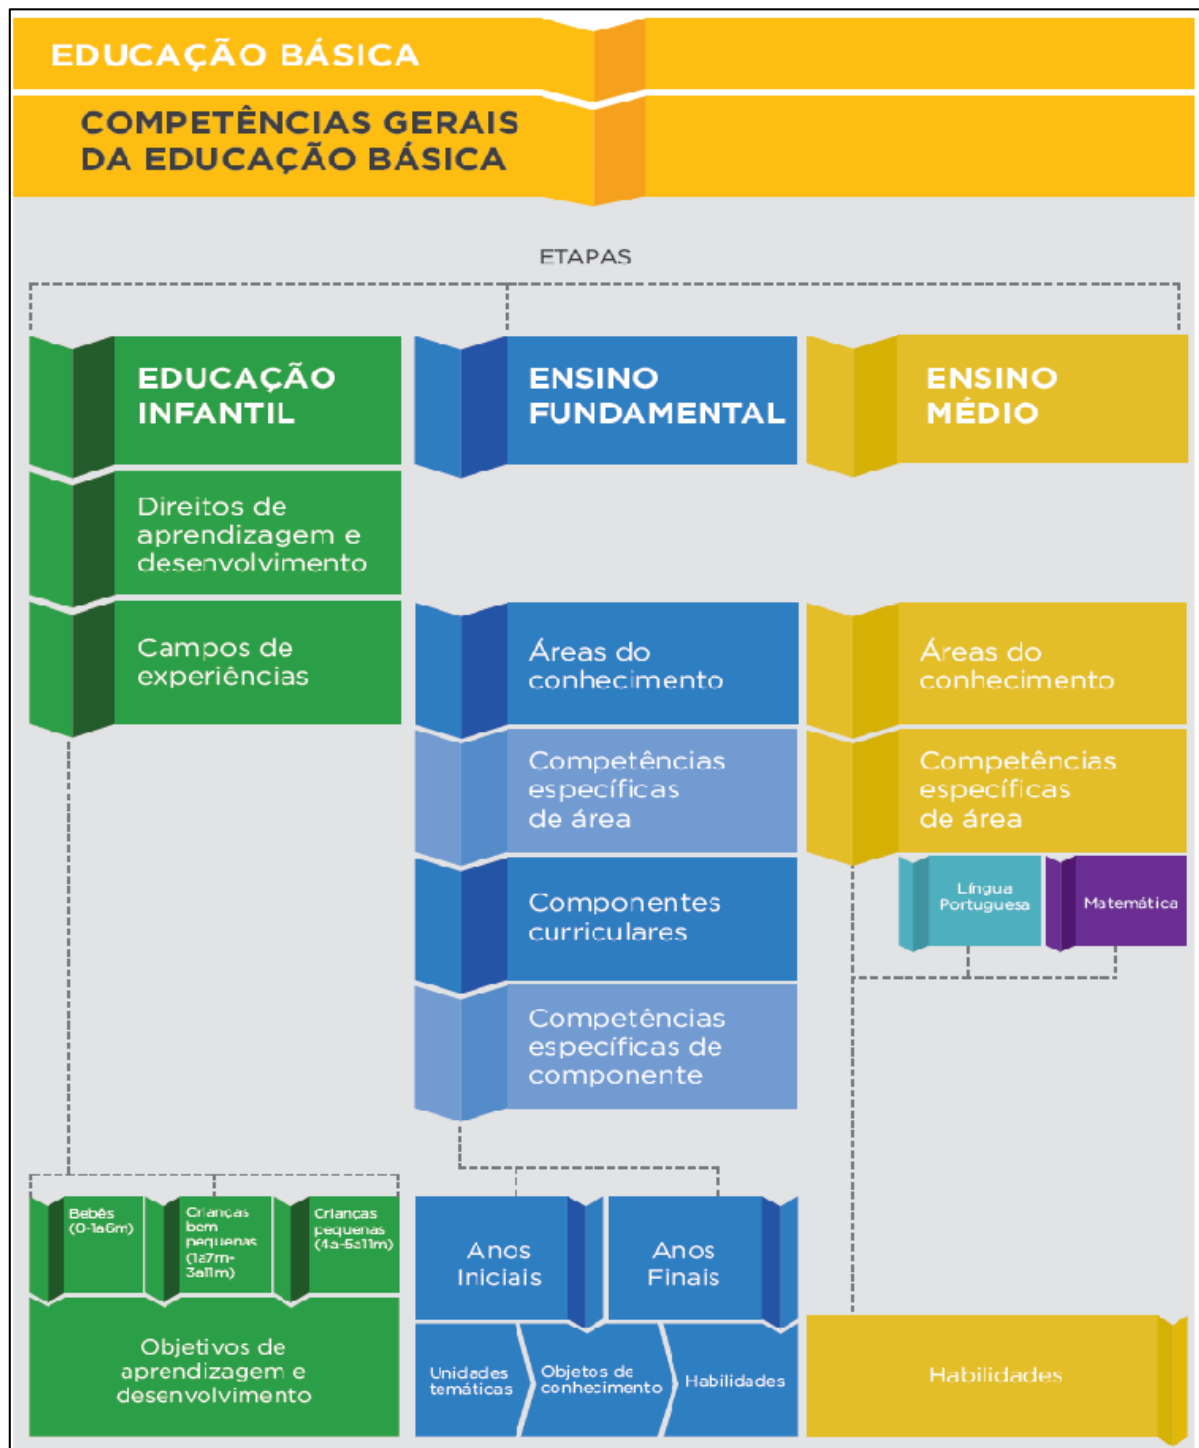 EDUCAÇÃO BÁSICA
COMPETÊNCIAS GERAIS
DA EDUCAÇÃO BÁSICA
ETAPAS
EDUCAÇÃO
INFANTIL
Direitos de
aprendizagem e
desenvolvimento
Campos de
experiências
Bebês
(0-1a6m)
Crianças
bem
pequenas
(1a7m-
3a11m)
Crianças
pequenas
(4a-5a11m)
Objetivos de
aprendizagem e
desenvolvimento
ENSINO
FUNDAMENTAL
Áreas do
conhecimento
Competências
específicas
de área
Componentes
curriculares
Competências
específicas de
componente
Anos
Iniciais
Anos
Finais
Unidades
temáticas
Objetos de
conhecimento
Habilidades
ENSINO
MÉDIO
Áreas do
conhecimento
Competências
específicas
de área
Língua
Portuguesa
Matemática
Habilidades